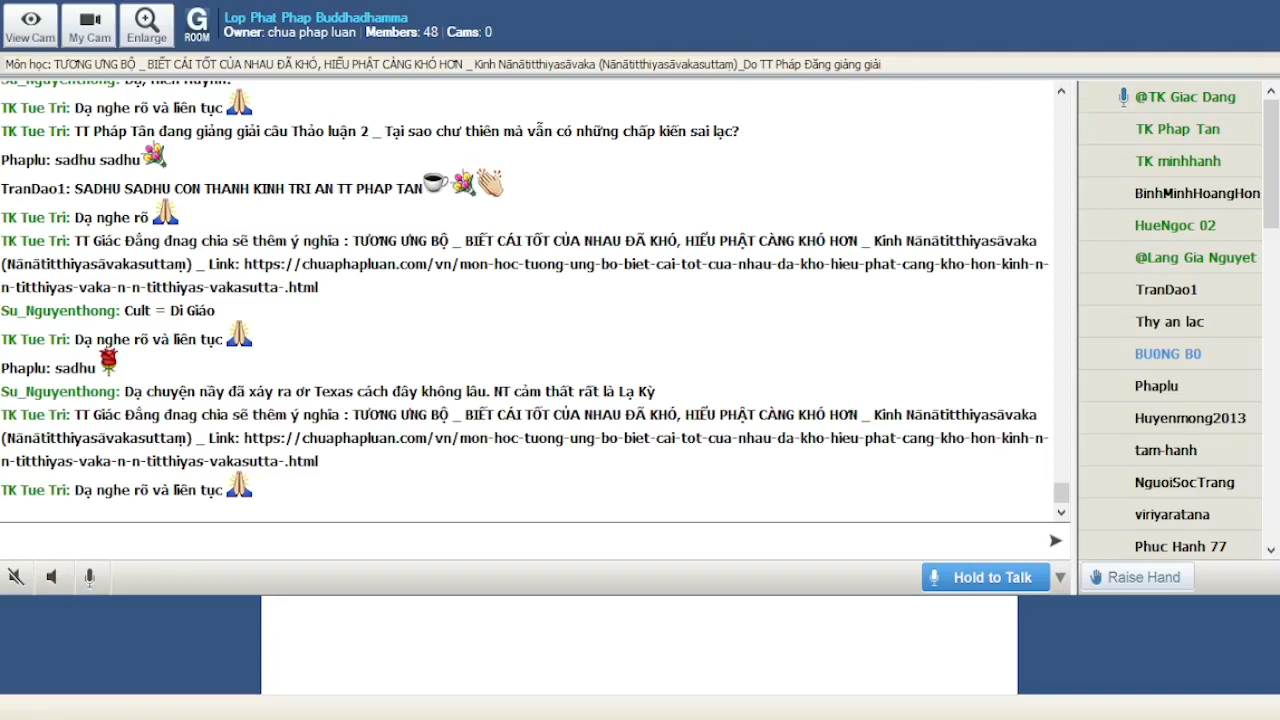 View Cam
My Cam
Enlarge
G
ROOM
Lop Phat Phap Buddhadhamma
Owner: chua phap luan | Members: 48 | Cams: 0
Môn học: TƯƠNG ƯNG BỘ _ BIẾT CÁI TỐT CỦA NHAU ĐÃ KHÓ, HIỂU PHẬT CÀNG KHÓ HƠN _ Kinh Nānātitthiyasāvaka (Nānātitthiyasāvakasuttaṃ)_Do TT Pháp Đăng giảng giải
TK Tue Tri: Dạ nghe rõ và liên tục
TK Tue Tri: TT Pháp Tân đang giảng giải câu Thảo luận 2 _ Tại sao chư thiên mà vẫn có những chấp kiến sai lạc?
Phaplu: sadhu sadhu
TranDao1: SADHU SADHU CON THANH KINH TRI AN TT PHAP TAN
TK Tue Tri: Dạ nghe rõ
TK Tue Tri: TT Giác Đẳng đnag chia sẽ thêm ý nghĩa : TƯƠNG ƯNG BỘ _ BIẾT CÁI TỐT CỦA NHAU ĐÃ KHÓ, HIỂU PHẬT CÀNG KHÓ HƠN _ Kinh Nānātitthiyasāvaka
(Nānātitthiyasāvakasuttaṃ) _ Link: https://chuaphapluan.com/vn/mon-hoc-tuong-ung-bo-biet-cai-tot-cua-nhau-da-kho-hieu-phat-cang-kho-hon-kinh-n-
n-titthiyas-vaka-n-n-titthiyas-vakasutta-.html
Su_Nguyenthong: Cult = Di Giáo
TK Tue Tri: Dạ nghe rõ và liên tục
Phaplu: sadhu
Su_Nguyenthong: Dạ chuyện nầy đã xáy ra ơr Texas cách đây không lâu. NT cảm thất rất là Lạ Kỳ
TK Tue Tri: TT Giác Đẳng đnag chia sẽ thêm ý nghĩa : TƯƠNG ƯNG BỘ _ BIẾT CÁI TỐT CỦA NHAU ĐÃ KHÓ, HIỂU PHẬT CÀNG KHÓ HƠN _ Kinh Nānātitthiyasāvaka
(Nānātitthiyasāvakasuttaṃ) _ Link: https://chuaphapluan.com/vn/mon-hoc-tuong-ung-bo-biet-cai-tot-cua-nhau-da-kho-hieu-phat-cang-kho-hon-kinh-n-
n-titthiyas-vaka-n-n-titthiyas-vakasutta-.html
TK Tue Tri: Dạ nghe rõ và liên tục
@TK Giac Dang
TK Phap Tan
TK minhhanh
BinhMinhHoangHon
HueNgoc 02
@Lang Gia Nguyet
TranDao1
Thy an lac
BU0NG B0
Phaplu
Huyenmong2013
tam-hanh
NguoiSocTrang
viriyaratana
Phuc Hanh 77
Hold to Talk
Raise Hand